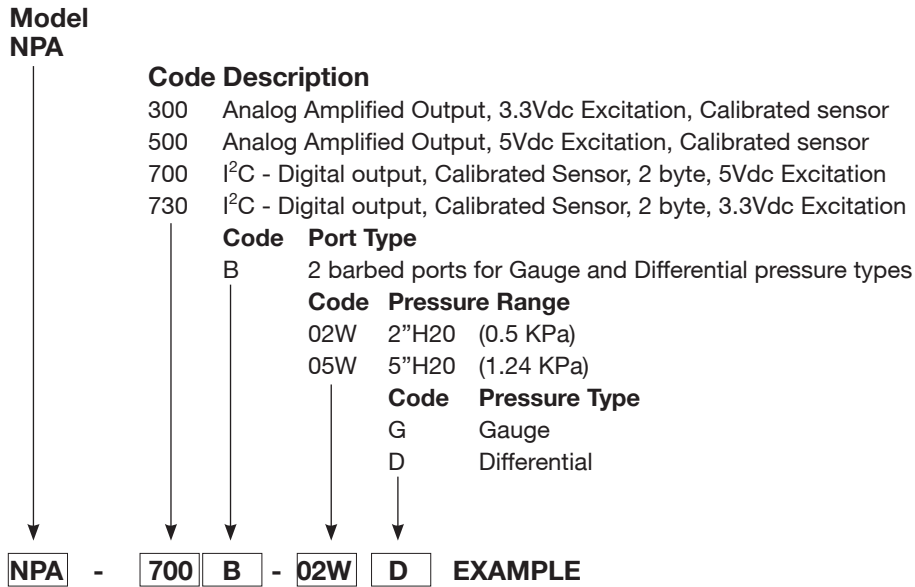 Model
NPA
Code Description
300 Analog Amplified Output, 3.3Vdc Excitation, Calibrated sensor
500 Analog Amplified Output, 5Vdc Excitation, Calibrated sensor
700 I²C - Digital output, Calibrated Sensor, 2 byte, 5Vdc Excitation
730 I²C - Digital output, Calibrated Sensor, 2 byte, 3.3Vdc Excitation
Code Port Type
B 2 barbed ports for Gauge and Differential pressure types
Code Pressure Range
02W 2”H20 (0.5 KPa)
05W 5”H20 (1.24 KPa)
Code Pressure Type
G Gauge
D Differential
NPA - 700 B - 02W D EXAMPLE